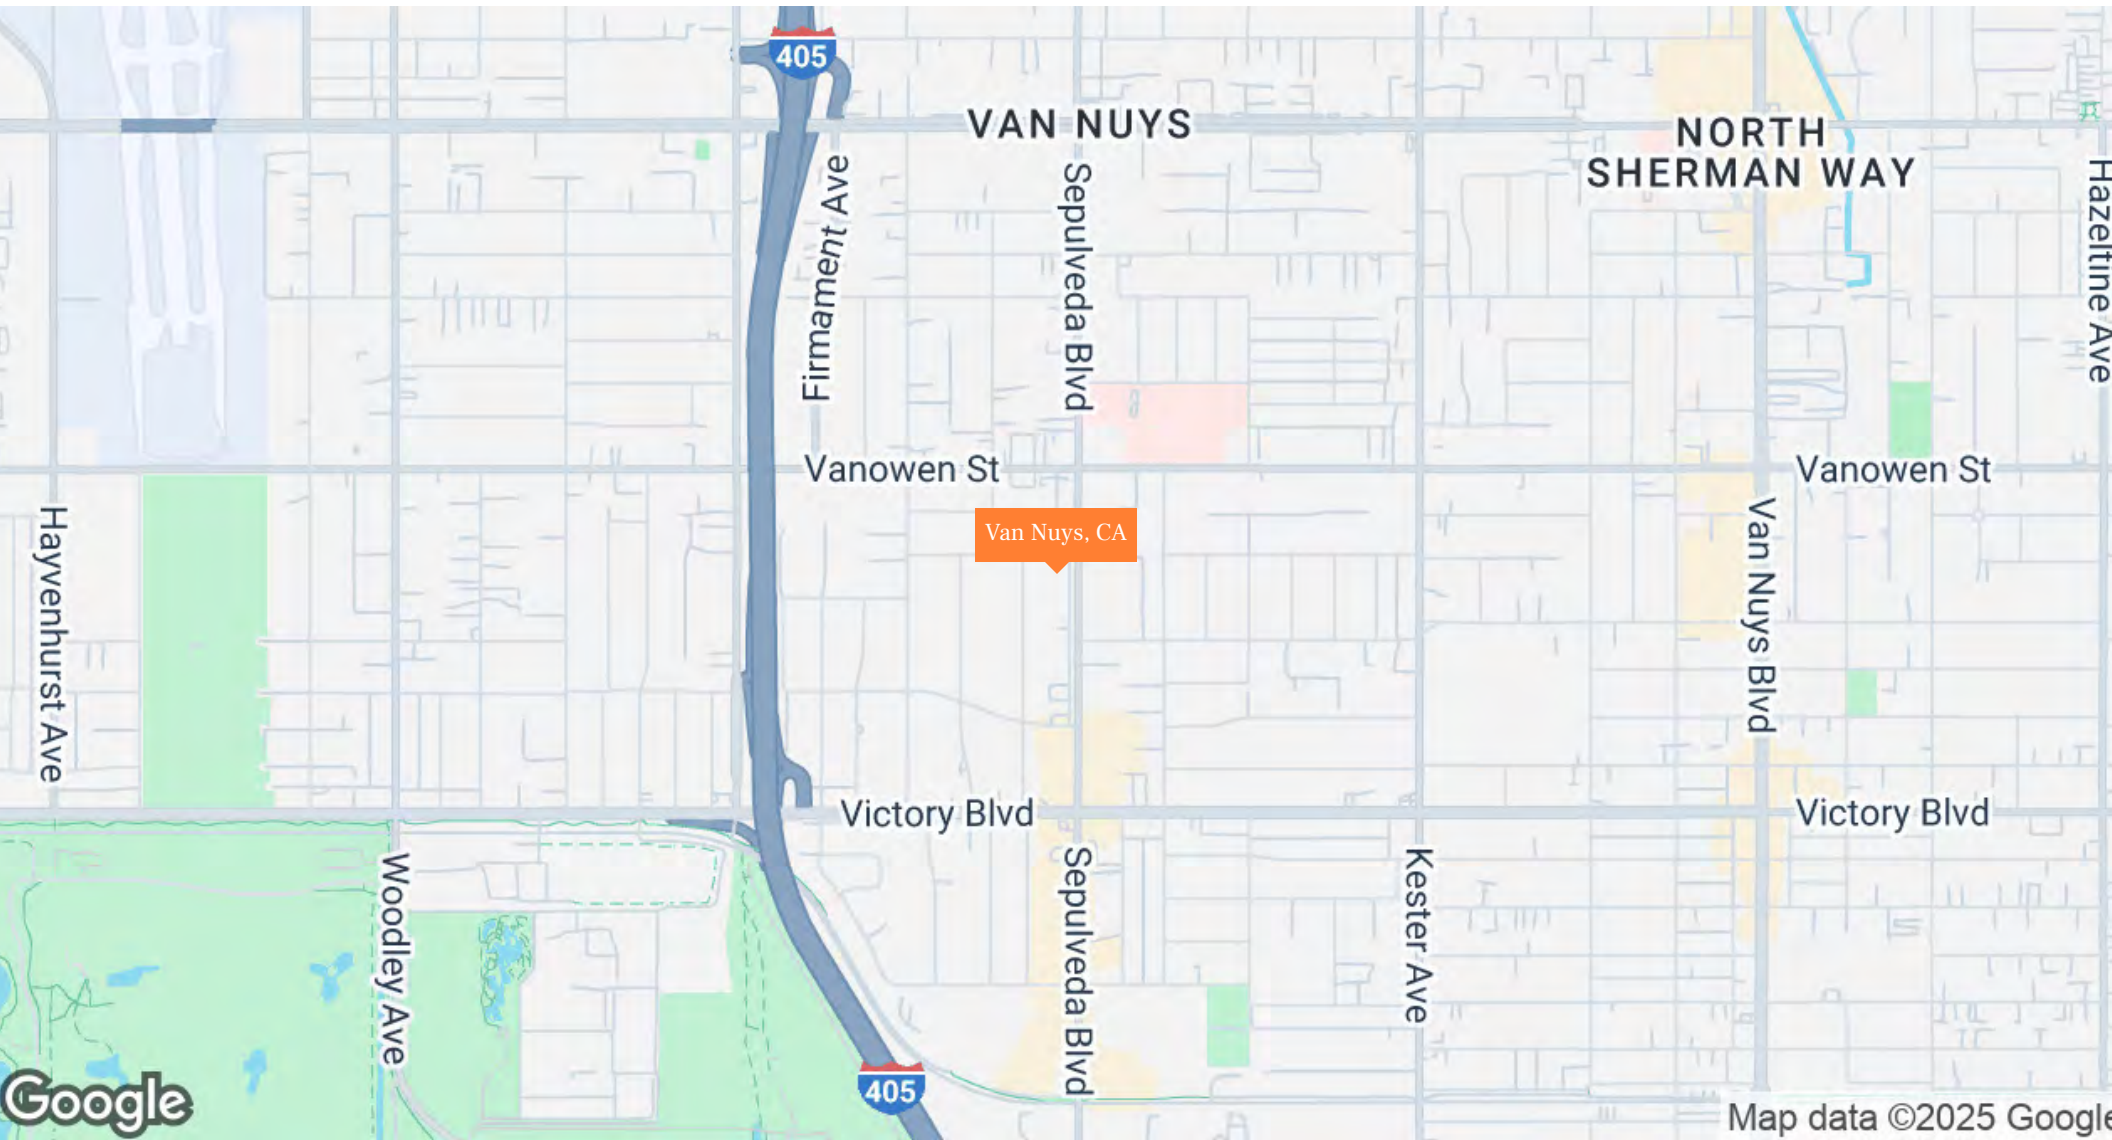 405
VAN NUYS
NORTH
SHERMAN WAY
Firmament Ave
Sepulveda Blvd
Hazeltine Ave
Vanowen St
Vanowen St
Hayvenhurst Ave
Van Nuys, CA
Van Nuys Blvd
Victory Blvd
Victory Blvd
Woodley Ave
Sepulveda Blvd
Kester Ave
405
Google
Map data ©2025 Google